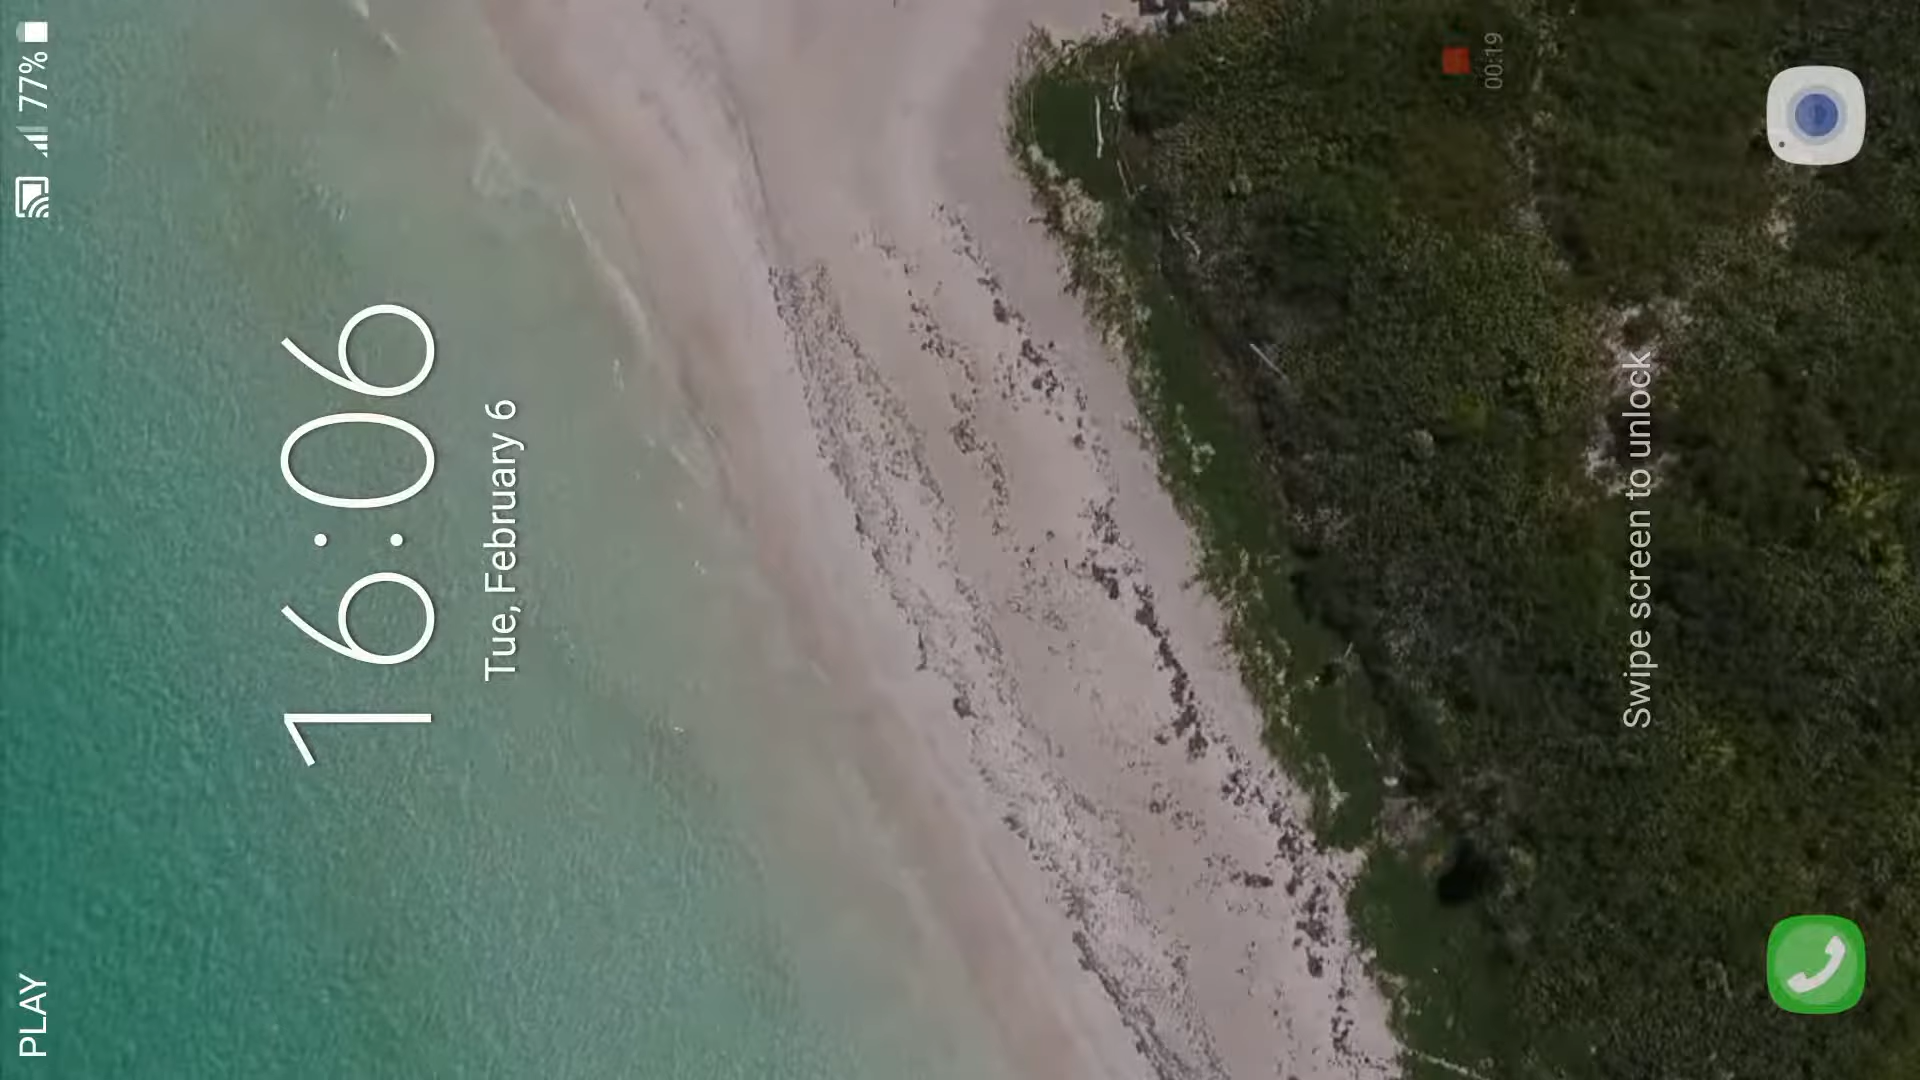 PLAY 77%
16:06
Tue, February 6
00:19
Swipe screen to unlock